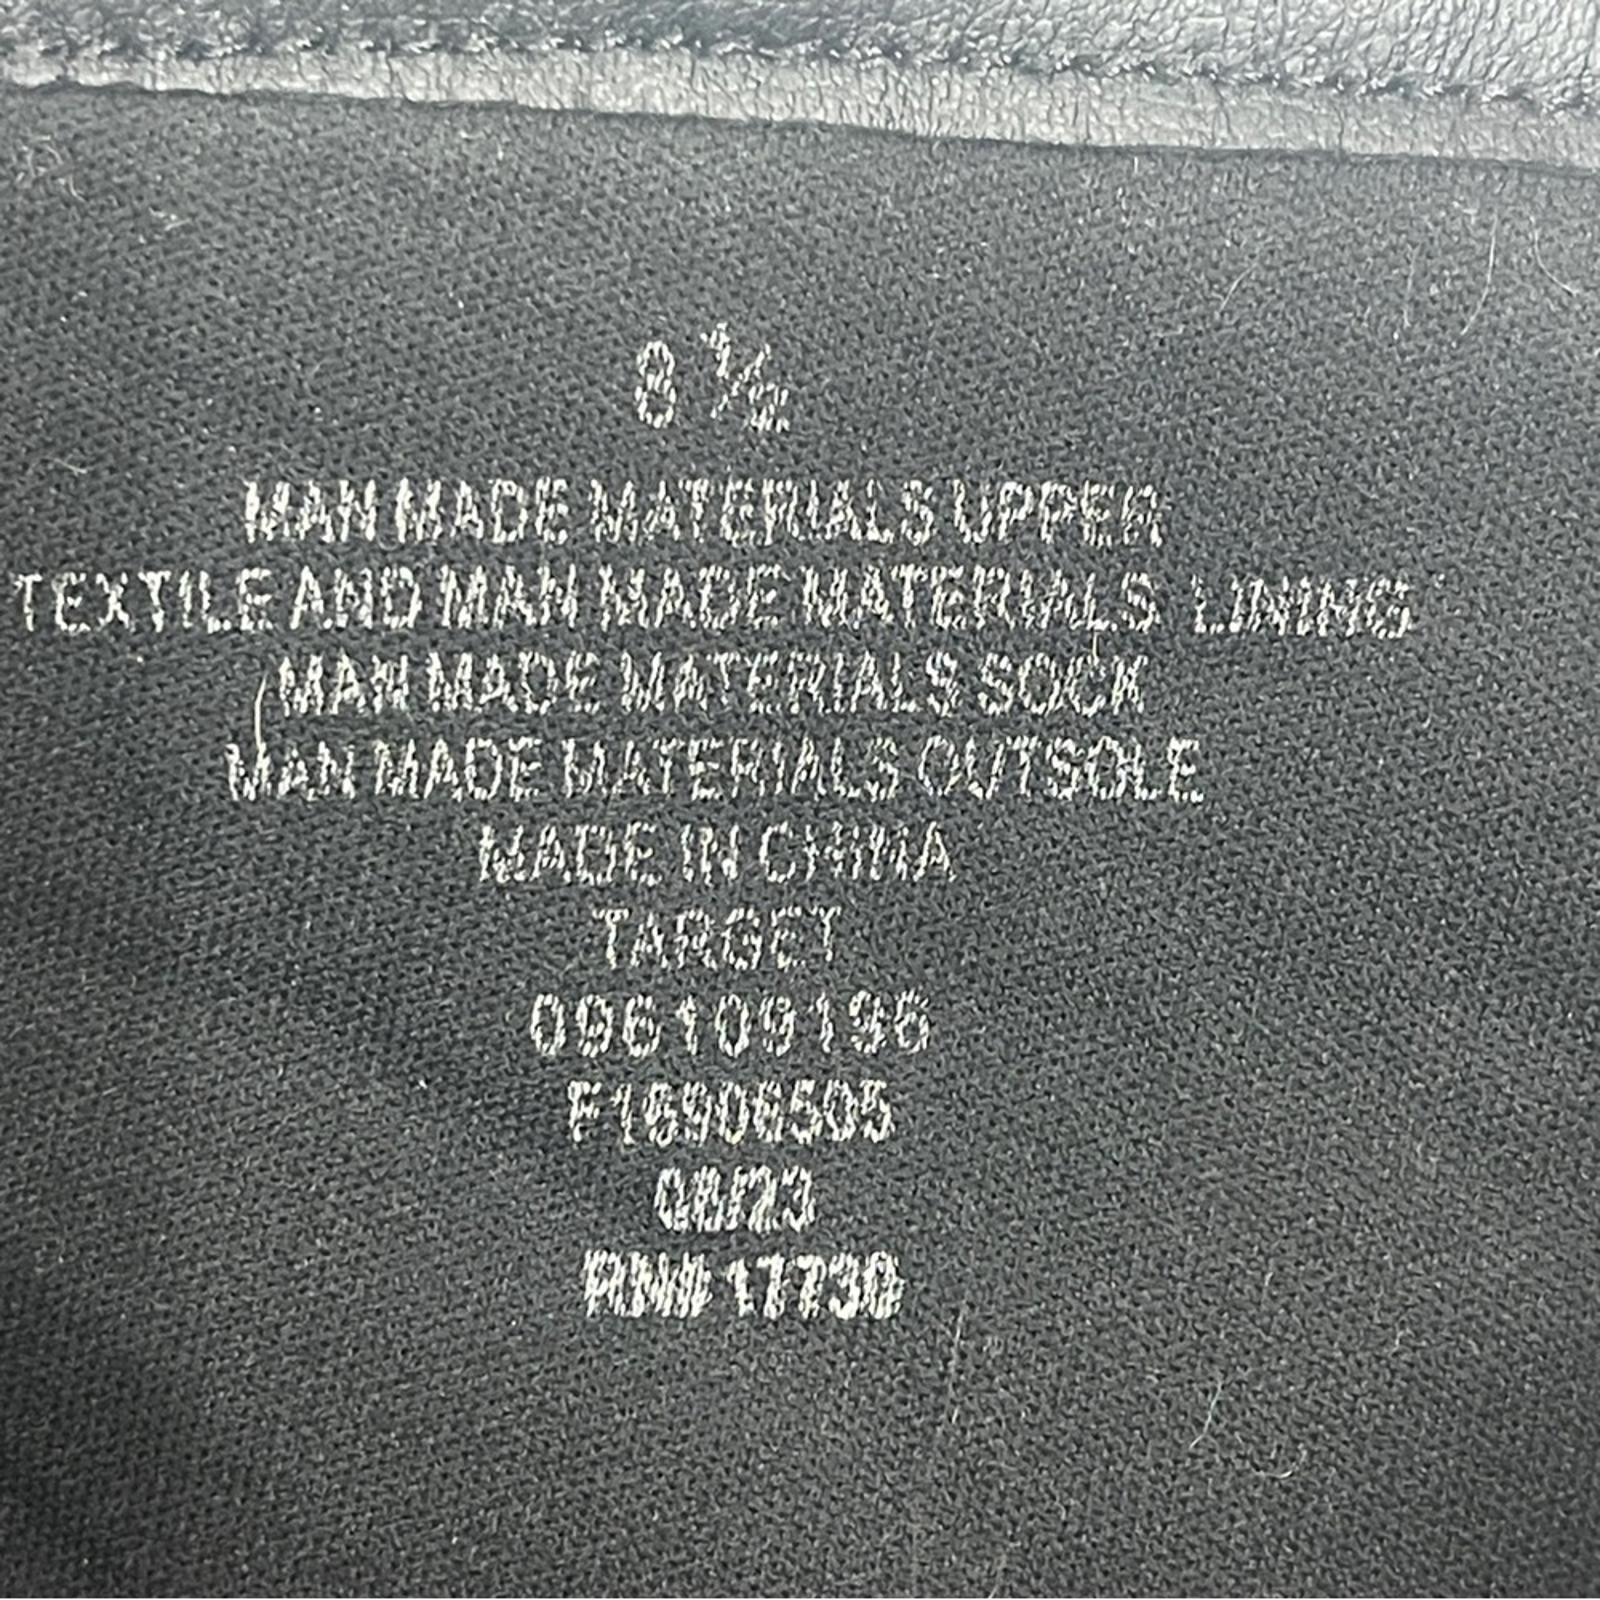 8 ½
MAN MADE MATERIALS UPPER
TEXTILE AND MAN MADE MATERIALS LINING
MAN MADE MATERIALS SOCK
MAN MADE MATERIALS OUTSOLE
MADE IN CHINA
TARGET
096109196
F16906505
08/23
RN# 17730